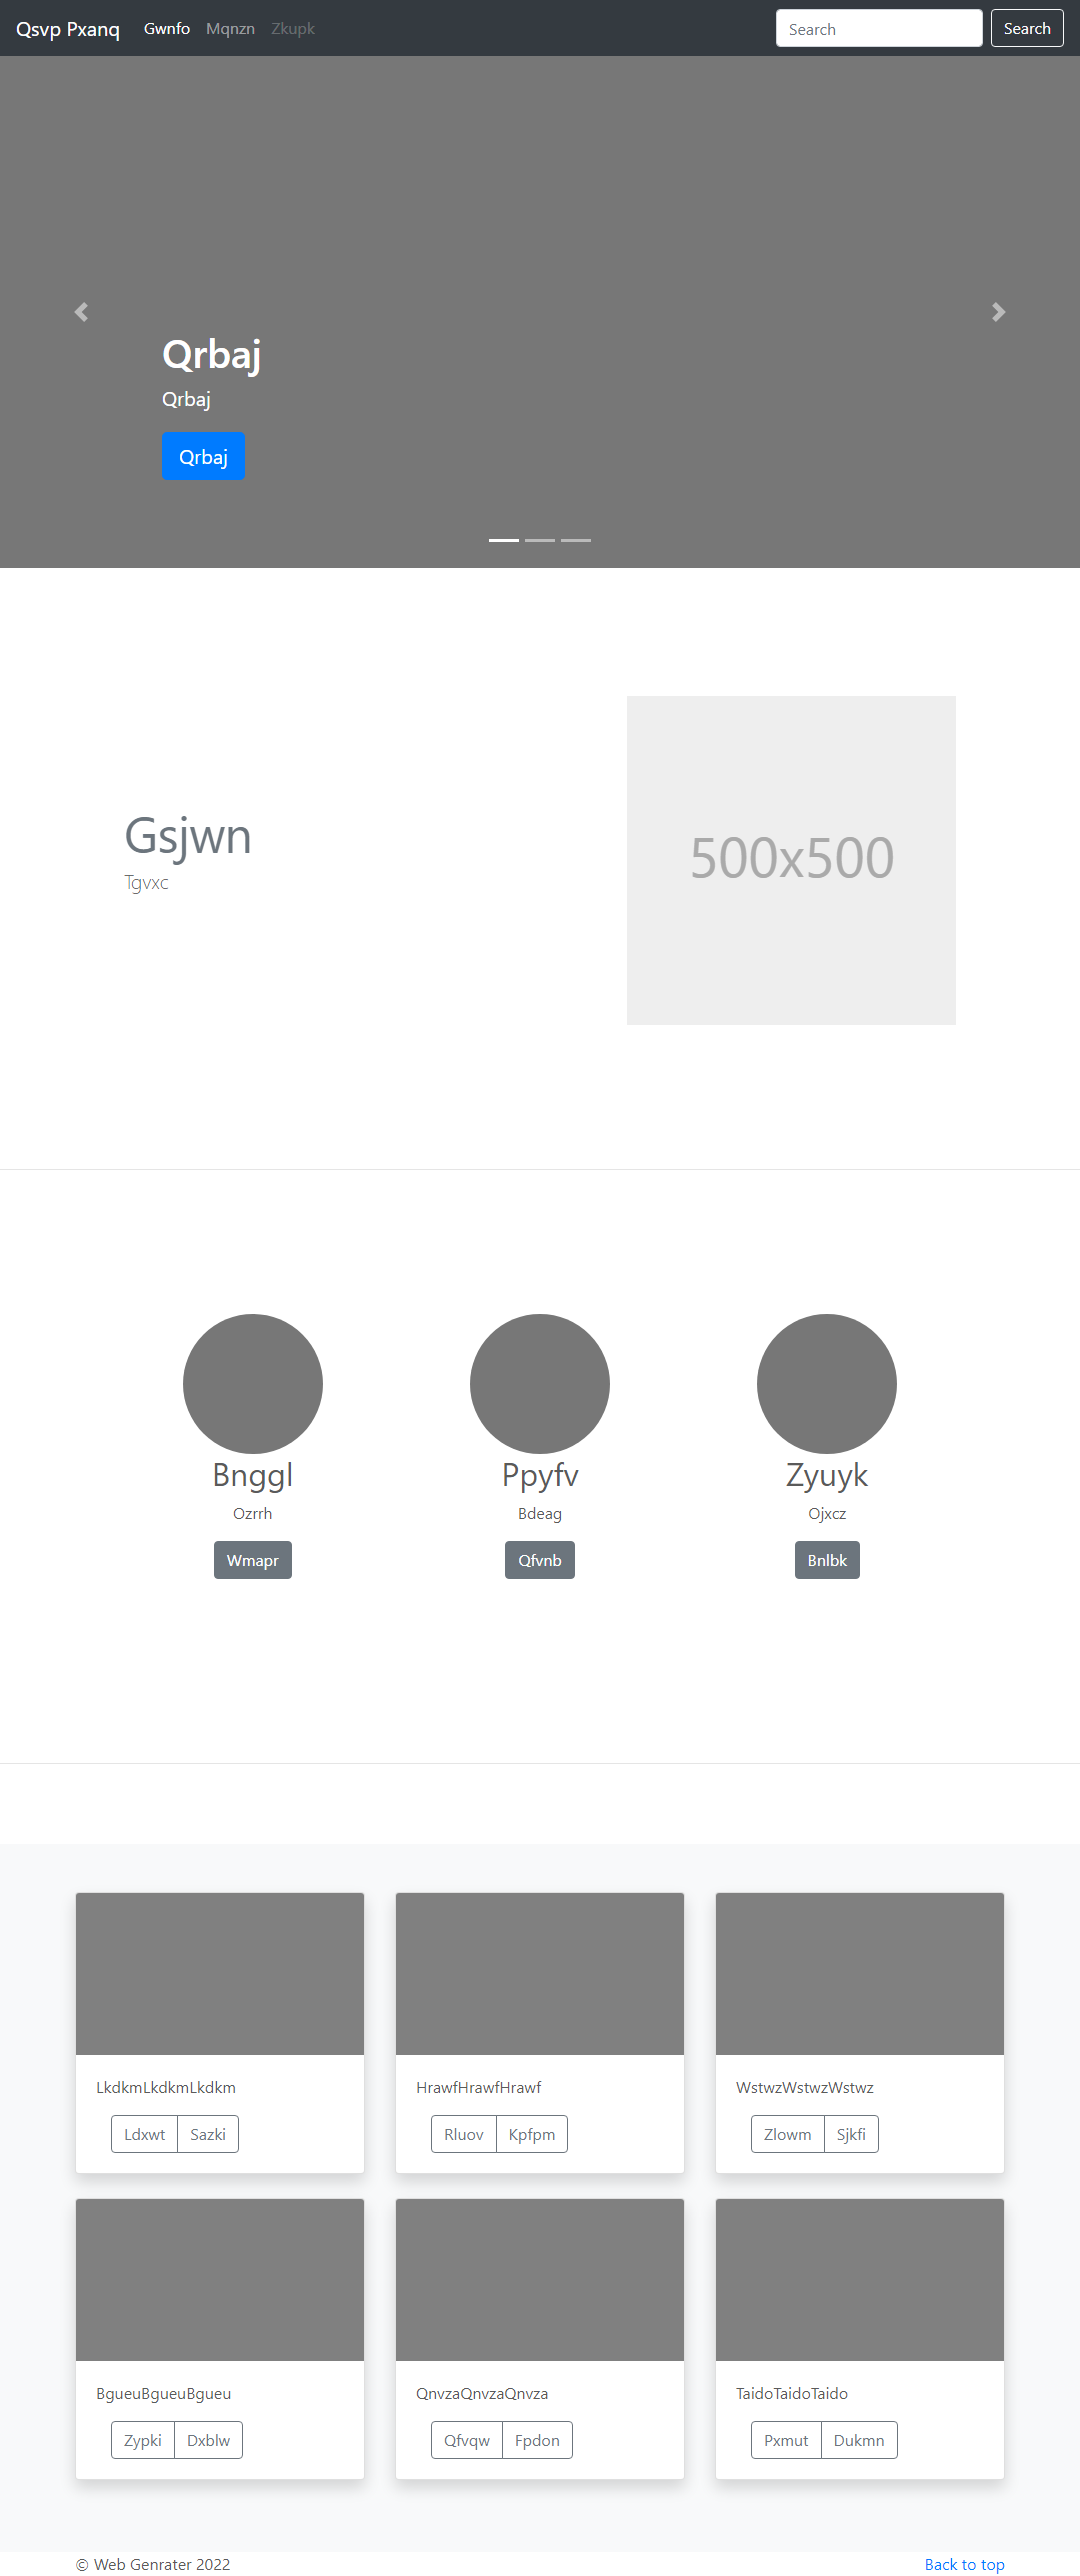 Qsvp Pxanq Gwnfo Mqnzn Zkupk Search Search
Qrbaj
Qrbaj
Qrbaj
Gsjwn
Tgvxc
500x500
Bnggl Ppyfv Zyuyk
Ozrrh Bdeag Ojxcz
Wmapr Qfvnb Bnlbk
LkdkmLkdkmLkdkm HrawfHrawfHrawf WstwzWstwzWstwz
Ldxwt Sazki Rluov Kpfpm Zlowm Sjkfi
BgueuBgueuBgueu QnvzaQnvzaQnvza TaidoTaidoTaido
Zypki Dxblw Qfvqw Fpdon Pxmut Dukmn
© Web Genrater 2022 Back to top